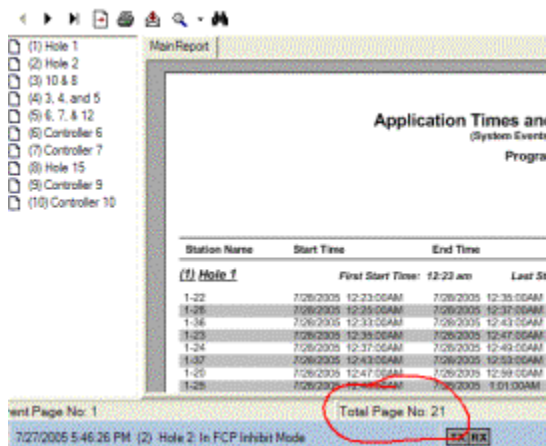 (1) Hole 1
(2) Hole 2
(3) 10 & 8
(4) 3, 4, and 5
(5) 6, 7, & 12
(6) Controller 6
(7) Controller 7
(8) Hole 15
(9) Controller 9
(10) Controller 10
Main Report
Application Times and
(System Events
Progra
Station Name Start Time End Time
(1) Hole 1 First Start Time: 12:23 am Last St
1-22 7/28/2005 12:23:00AM 7/28/2005 12:35:00AM
7/28/2005 12:25:00AM 7/28/2005 12:37:00AM
1-36 7/28/2005 12:33:00AM 7/28/2005 12:43:00AM
1-23 7/28/2005 12:35:00AM 7/28/2005 12:47:00AM
1-24 7/28/2005 12:37:00AM 7/28/2005 12:49:00AM
1-37 7/28/2005 12:43:00AM 7/28/2005 12:53:00AM
1-20 7/28/2005 12:47:00AM 7/28/2005 12:59:00AM
7/28/2005 1:01:00AM
ent Page No: 1 Total Page No: 21
7/27/2005 5:46:26 PM (2) Hole 2: In FCP Inhibit Mode RX